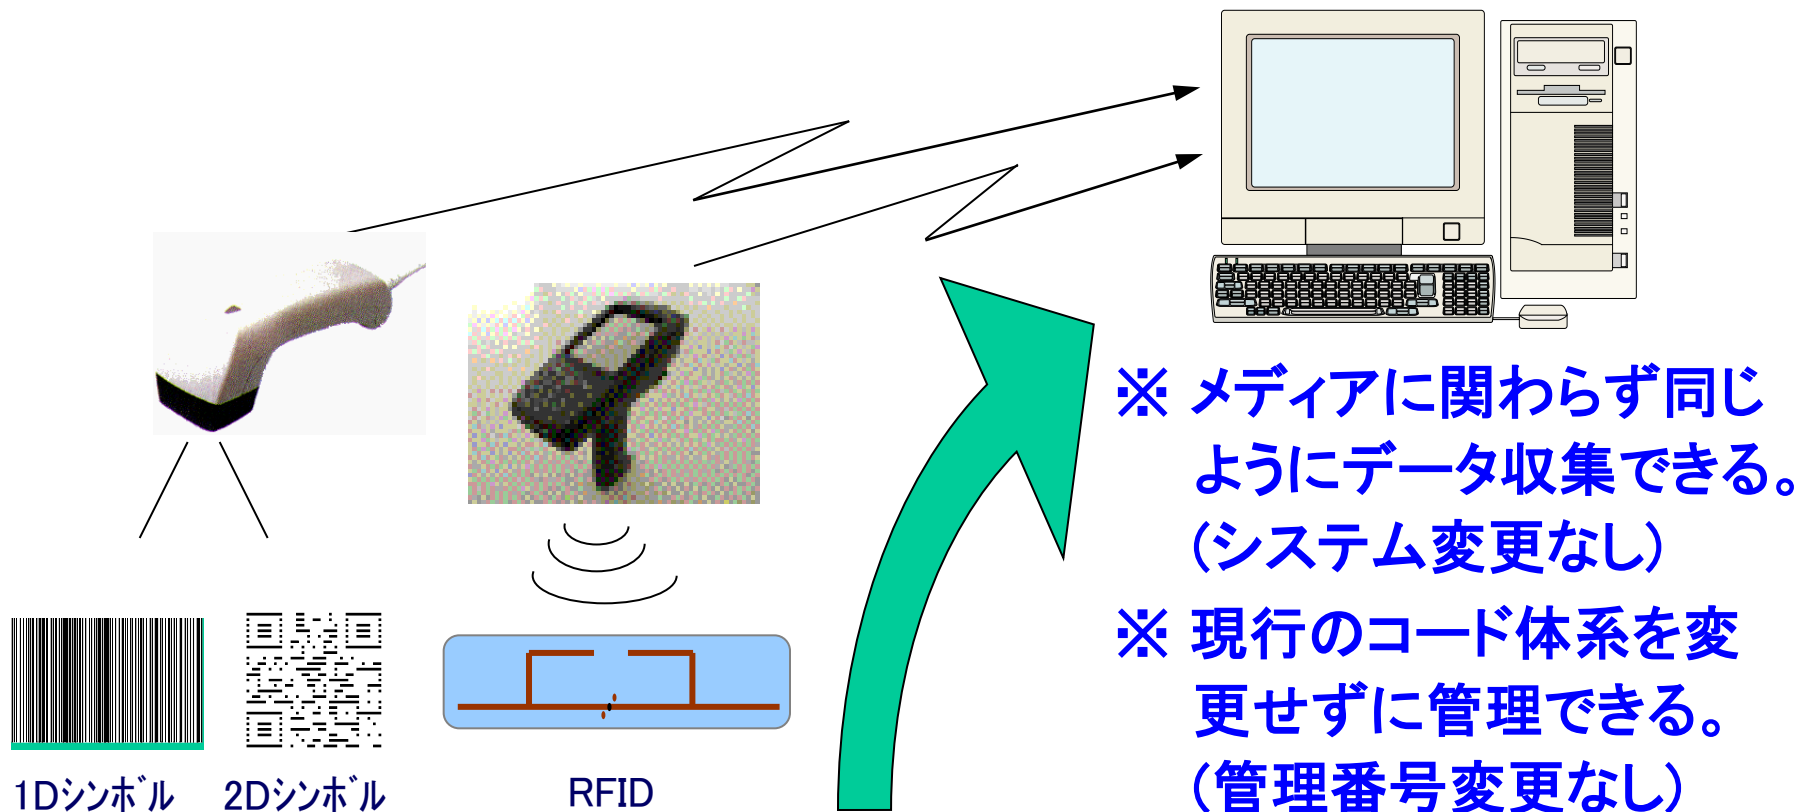 ※ メディアに関わらず同じ
ようにデータ収集できる。
(システム変更なし)
※ 現行のコード体系を変
更せずに管理できる。
(管理番号変更なし)
1Dシンボル
2Dシンボル
RFID